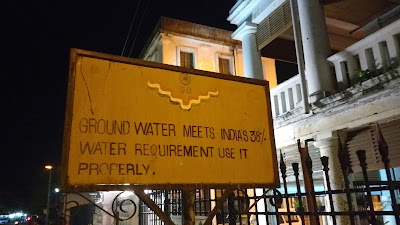 GROUND WATER MEETS INDIA'S 38%
WATER REQUIREMENT USE IT
PROPERLY.